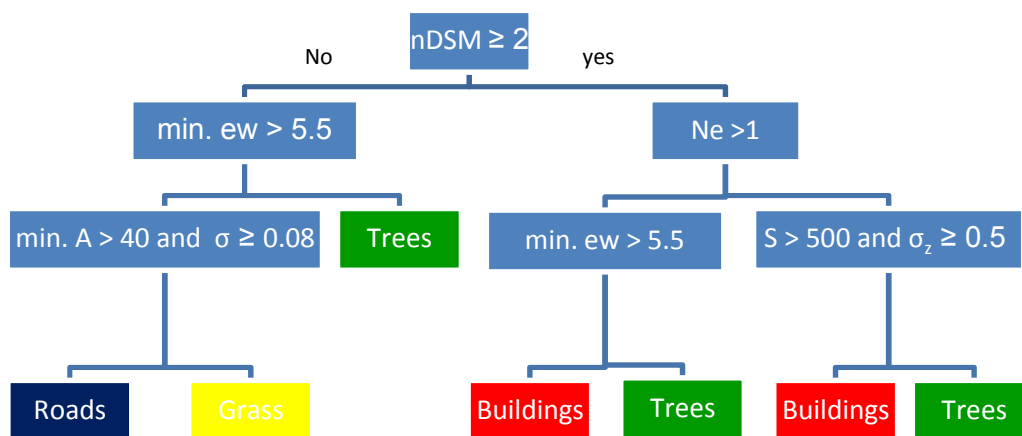 nDSM ≥ 2
No
yes
min. ew > 5.5
Ne >1
min. A > 40 and σ ≥ 0.08
Trees
min. ew > 5.5
S > 500 and σz ≥ 0.5
Roads
Grass
Buildings
Trees
Buildings
Trees